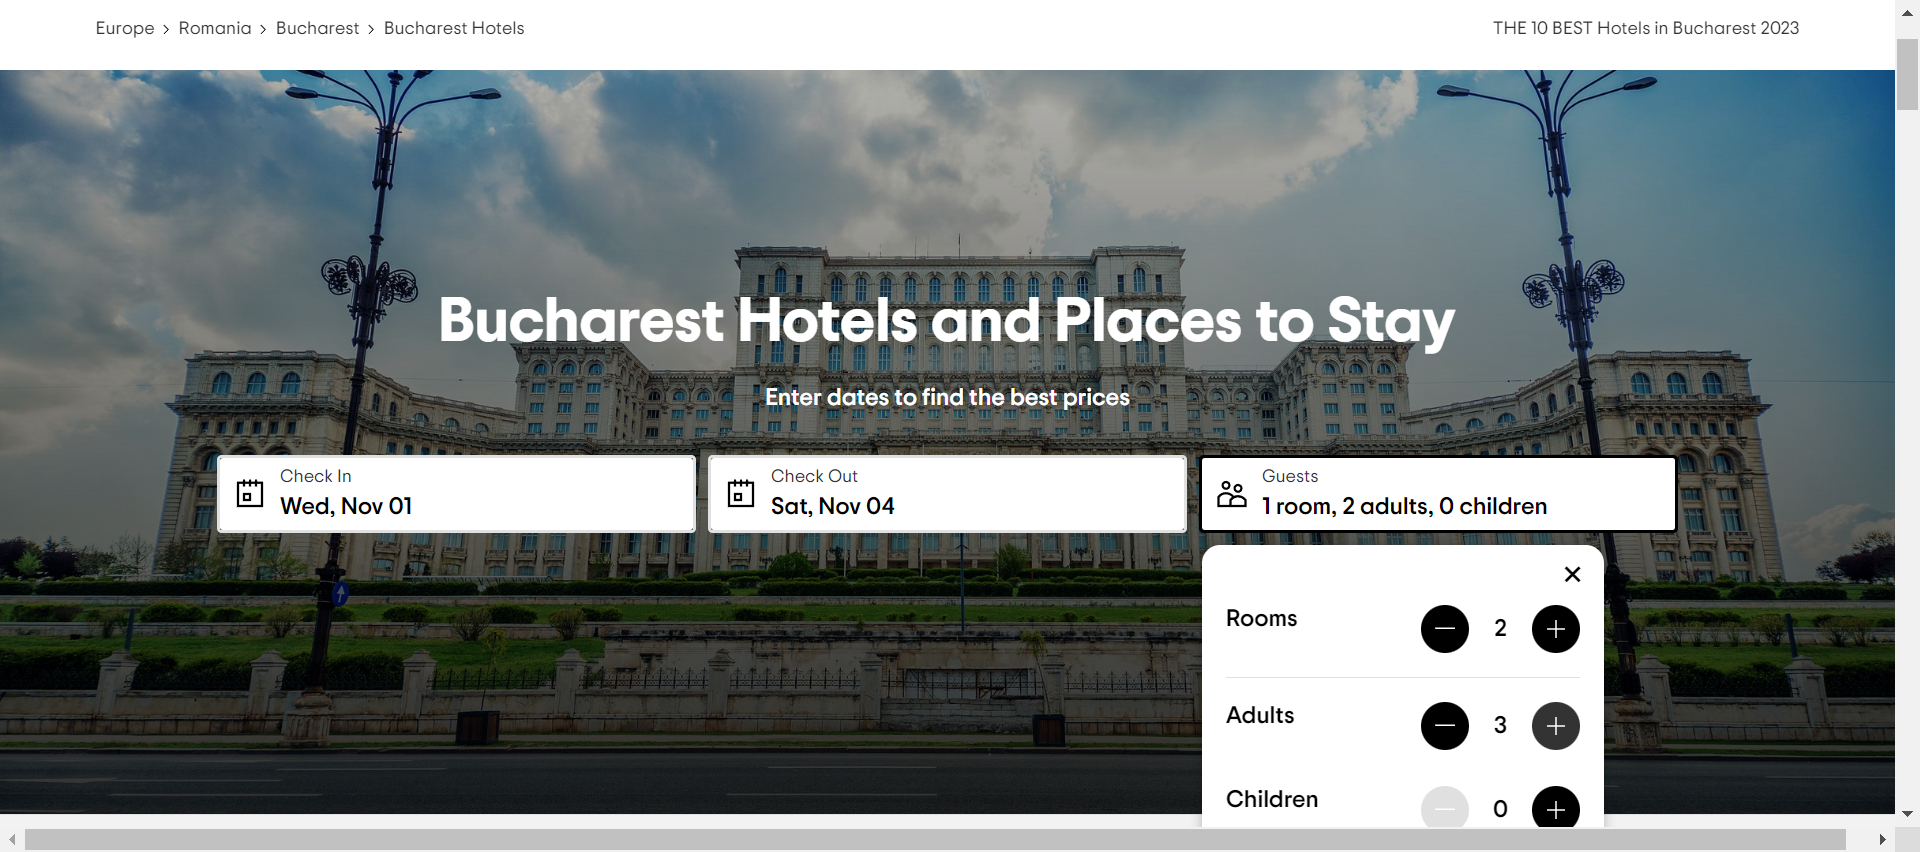 Europe > Romania > Bucharest > Bucharest Hotels
THE 10 BEST Hotels in Bucharest 2023
Bucharest Hotels and Places to Stay
Enter dates to find the best prices
Check In
Wed, Nov 01
Check Out
Sat, Nov 04
Guests
1 room, 2 adults, 0 children
Rooms
2
Adults
3
Children
0